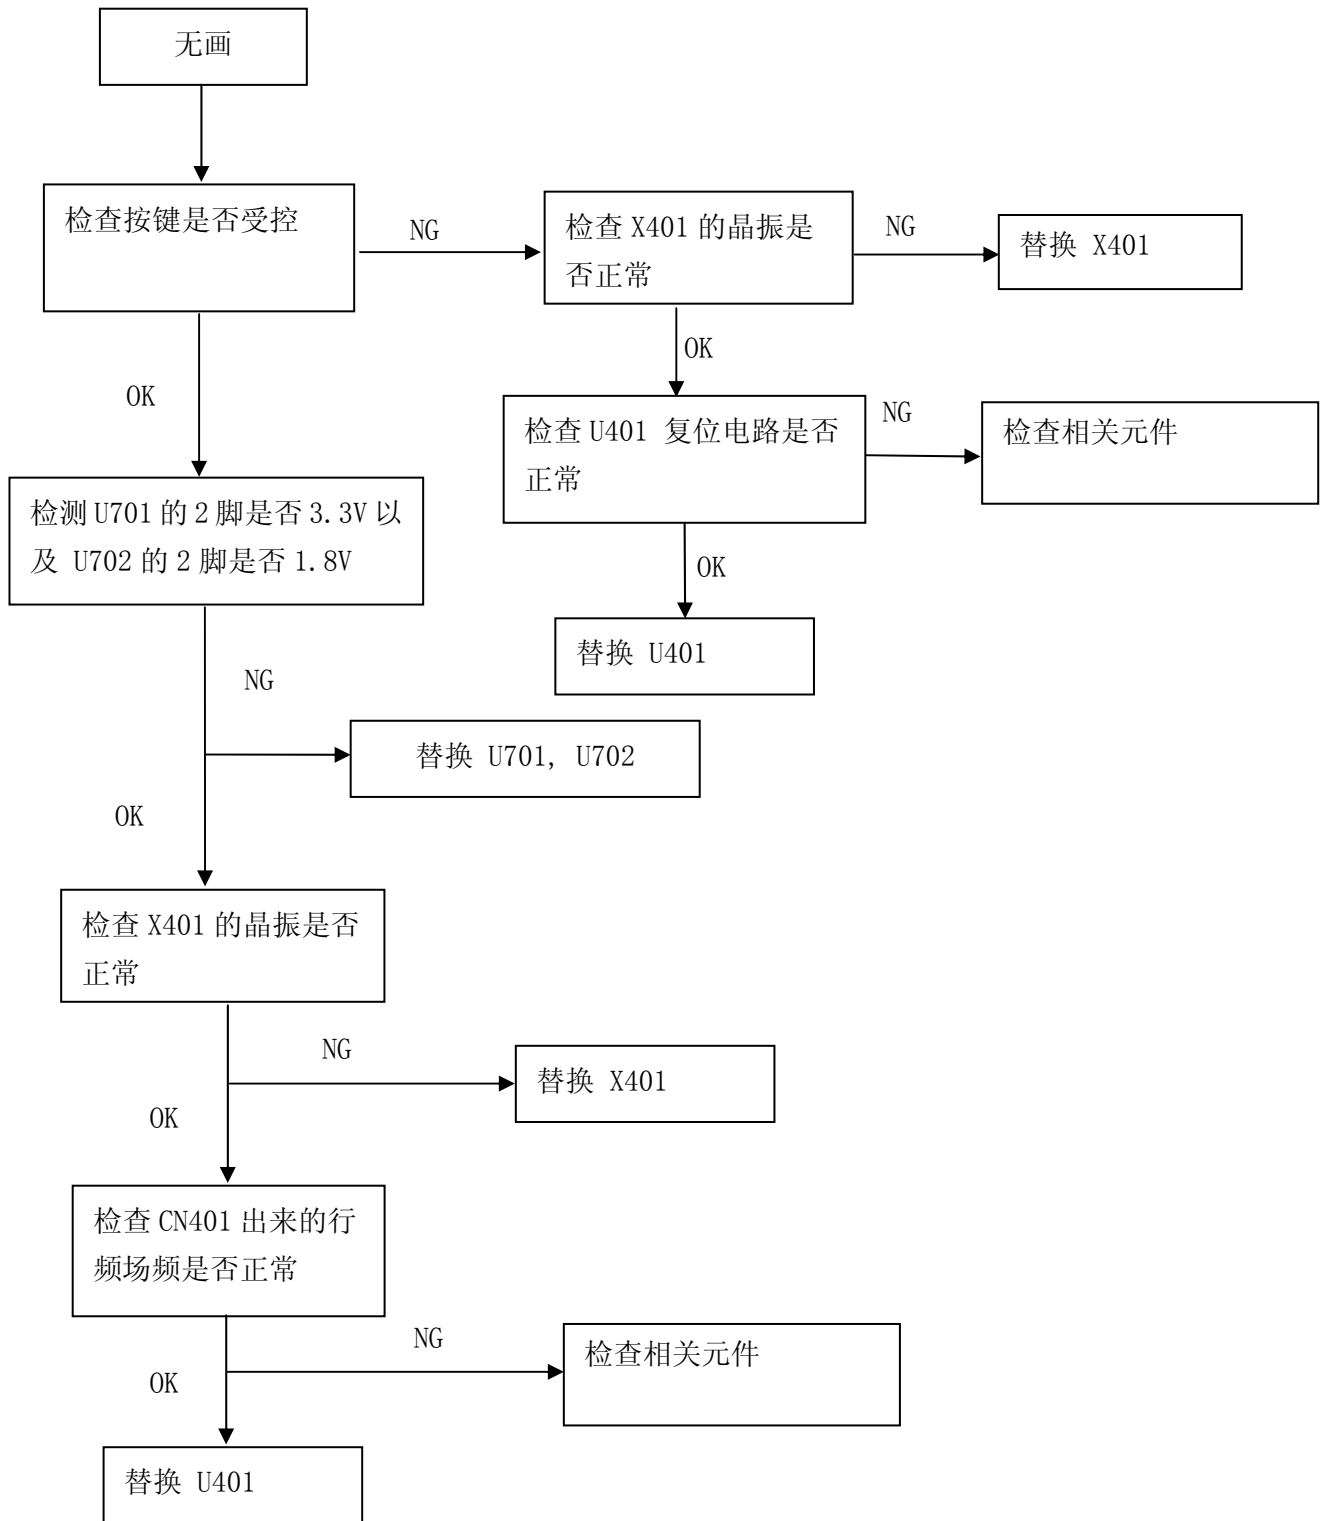 无画
检查按键是否受控
NG
检查 X401 的晶振是
否正常
NG
替换 X401
OK
OK
检查 U401 复位电路是否
正常
NG
检查相关元件
检测 U701 的 2 脚是否 3.3V 以
及 U702 的 2 脚是否 1.8V
OK
替换 U401
NG
替换 U701, U702
OK
检查 X401 的晶振是否
正常
NG
替换 X401
OK
检查 CN401 出来的行
频场频是否正常
NG
检查相关元件
OK
替换 U401